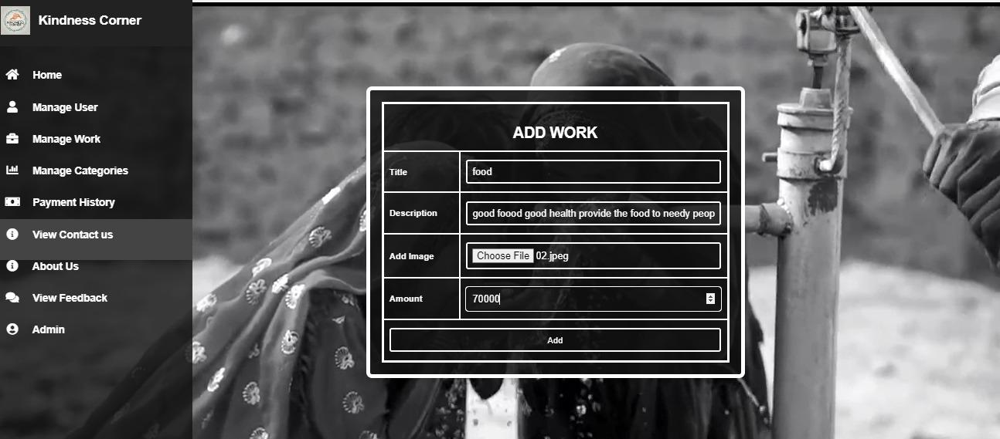 Kindness Corner
Home
Manage User
Manage Work
Manage Categories
Payment History
View Contact us
About Us
View Feedback
Admin
ADD WORK
Title food
Description good foood good health provide the food to needy peop
Add Image Choose File 02.jpeg
Amount 70000
Add